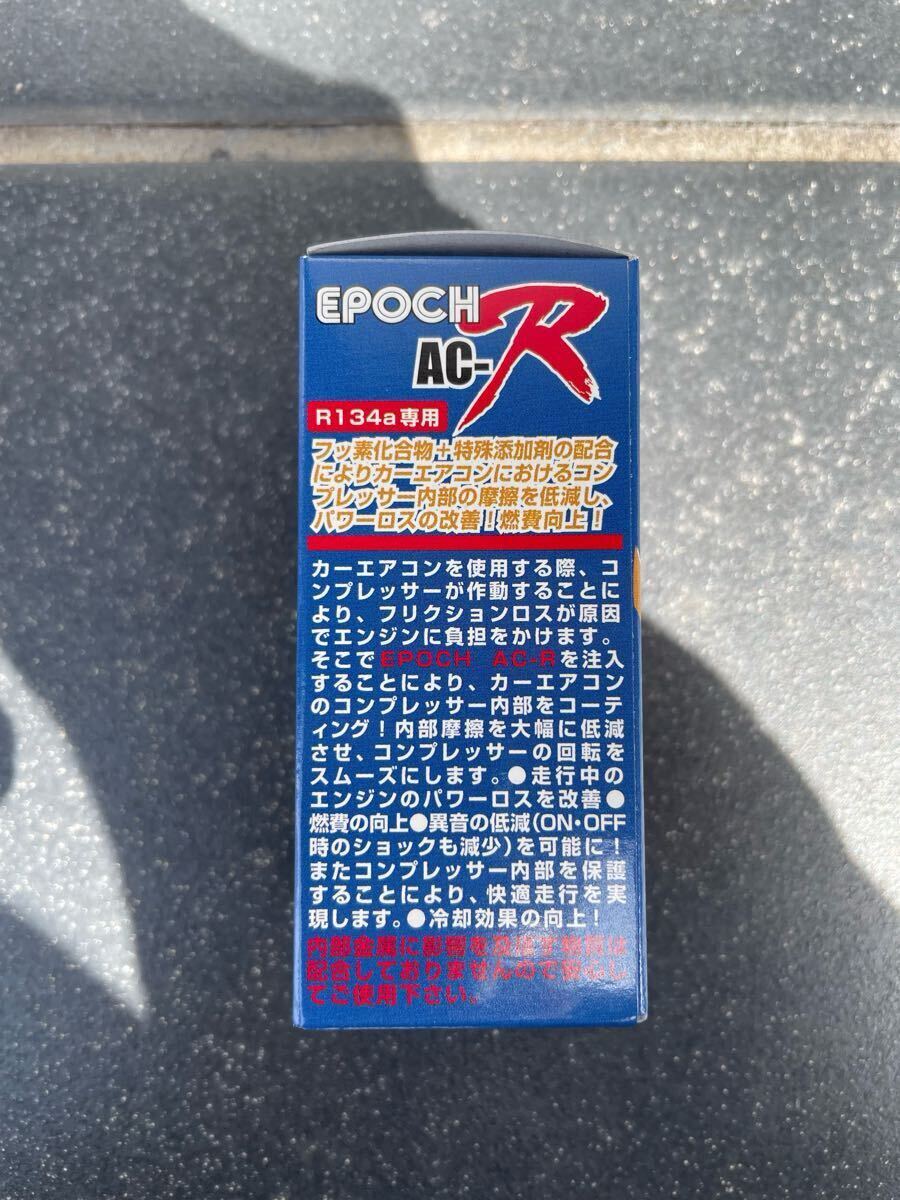 EPOCH
AC-R
R134a専用
フッ素化合物+特殊添加剤の配合
によりカーエアコンにおけるコン
プレッサー内部の摩擦を低減し、
パワーロスの改善!燃費向上!
カーエアコンを使用する際、コ
ンプレッサーが作動することに
より、フリクションロスが原因
でエンジンに負担をかけます。
そこでEPOCH AC-Rを注入
することにより、カーエアコン
のコンプレッサー内部をコーテ
ィング!内部摩擦を大幅に低減
させ、コンプレッサーの回転を
スムーズにします。●走行中の
エンジンのパワーロスを改善●
燃費の向上●異音の低減(ON・OFF
時のショックも減少)を可能に!
またコンプレッサー内部を保護
することにより、快適走行を実
現します。●冷却効果の向上!
内部金属に影響を及ぼす物質は
配合しておりませんので安心し
てご使用下さい。